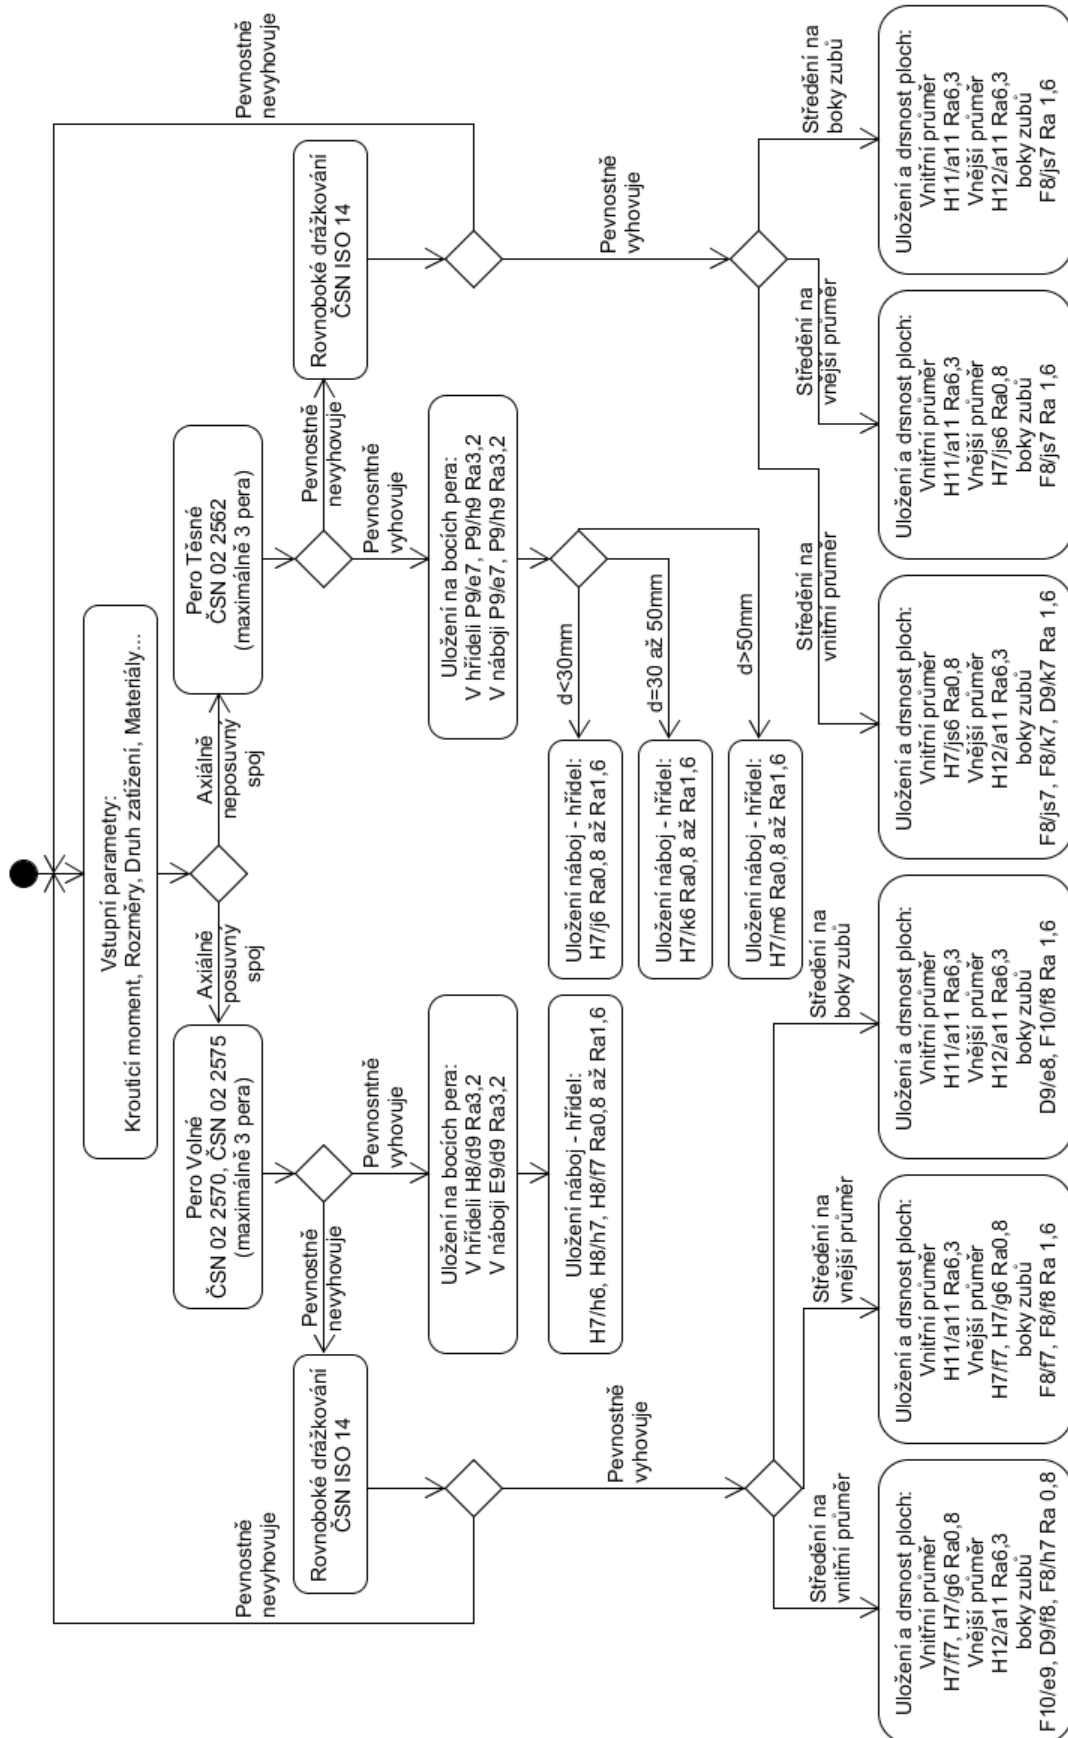 Vstupní parametry:
Krouticí moment, Rozměry, Druh zatížení, Materiály...
Axiálně
posuvný
spoj
Axiálně
neposuvný
spoj
Pero Volné
ČSN 02 2570, ČSN 02 2575
(maximálně 3 pera)
Pero Těsné
ČSN 02 2562
(maximálně 3 pera)
Pevnostně
nevyhovuje
Pevnostně
nevyhovuje
Pevnosntně
vyhovuje
Pevnosntně
vyhovuje
Pevnostně
nevyhovuje
Pevnostně
nevyhovuje
Rovnoboké drážkování
ČSN ISO 14
Rovnoboké drážkování
ČSN ISO 14
Uložení na bocích pera:
V hřídeli H8/d9 Ra3,2
V náboji E9/d9 Ra3,2
Uložení na bocích pera:
V hřídeli P9/e7, P9/h9 Ra3,2
V náboji P9/e7, P9/h9 Ra3,2
Uložení náboj - hřídel:
H7/h6, H8/h7, H8/f7 Ra0,8 až Ra1,6
d<30mm
d=30 až 50mm
d>50mm
Uložení náboj - hřídel:
H7/j6 Ra0,8 až Ra1,6
Uložení náboj - hřídel:
H7/k6 Ra0,8 až Ra1,6
Uložení náboj - hřídel:
H7/m6 Ra0,8 až Ra1,6
Pevnostně
vyhovuje
Pevnostně
vyhovuje
Středění na
vnitřní průměr
Středění na
vnější průměr
Středění na
boky zubů
Středění na
vnitřní průměr
Středění na
vnější průměr
Středění na
boky zubů
Uložení a drsnost ploch:
Vnitřní průměr
H7/f7, H7/g6 Ra0,8
Vnější průměr
H12/a11 Ra6,3
boky zubů
F10/e9, D9/f8, F8/h7 Ra 0,8
Uložení a drsnost ploch:
Vnitřní průměr
H11/a11 Ra6,3
Vnější průměr
H7/f7, H7/g6 Ra0,8
boky zubů
F8/f7, F8/f8 Ra 1,6
Uložení a drsnost ploch:
Vnitřní průměr
H11/a11 Ra6,3
Vnější průměr
H12/a11 Ra6,3
boky zubů
D9/e8, F10/f8 Ra 1,6
Uložení a drsnost ploch:
Vnitřní průměr
H7/js6 Ra0,8
Vnější průměr
H12/a11 Ra6,3
boky zubů
F8/js7, F8/k7, D9/k7 Ra 1,6
Uložení a drsnost ploch:
Vnitřní průměr
H11/a11 Ra6,3
Vnější průměr
H7/js6 Ra0,8
boky zubů
F8/js7 Ra 1,6
Uložení a drsnost ploch:
Vnitřní průměr
H11/a11 Ra6,3
Vnější průměr
H12/a11 Ra6,3
boky zubů
F8/js7 Ra 1,6